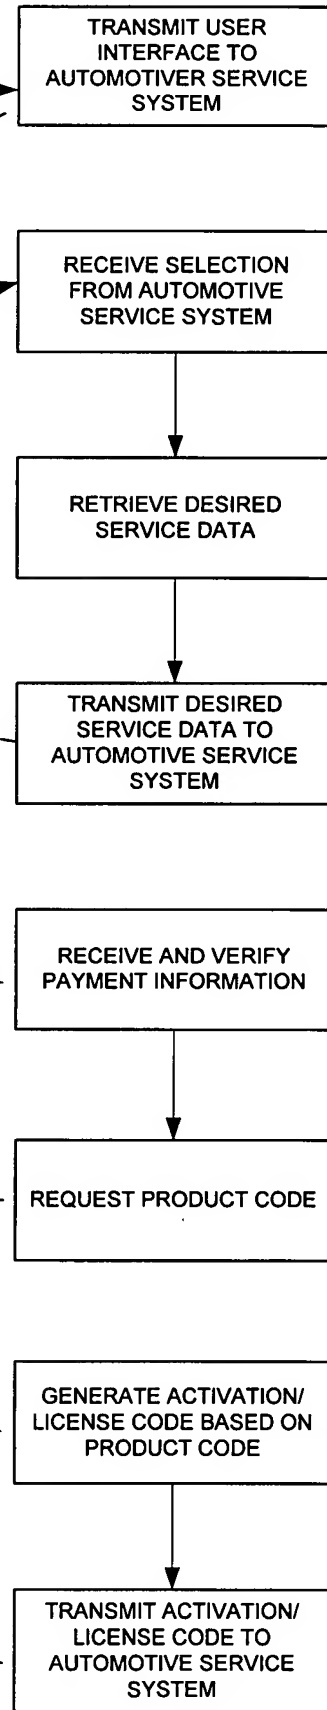 TRANSMIT USER
INTERFACE TO
AUTOMOTIVER SERVICE
SYSTEM
RECEIVE SELECTION
FROM AUTOMOTIVE
SERVICE SYSTEM
RETRIEVE DESIRED
SERVICE DATA
TRANSMIT DESIRED
SERVICE DATA TO
AUTOMOTIVE SERVICE
SYSTEM
RECEIVE AND VERIFY
PAYMENT INFORMATION
REQUEST PRODUCT CODE
GENERATE ACTIVATION/
LICENSE CODE BASED ON
PRODUCT CODE
TRANSMIT ACTIVATION/
LICENSE CODE TO
AUTOMOTIVE SERVICE
SYSTEM